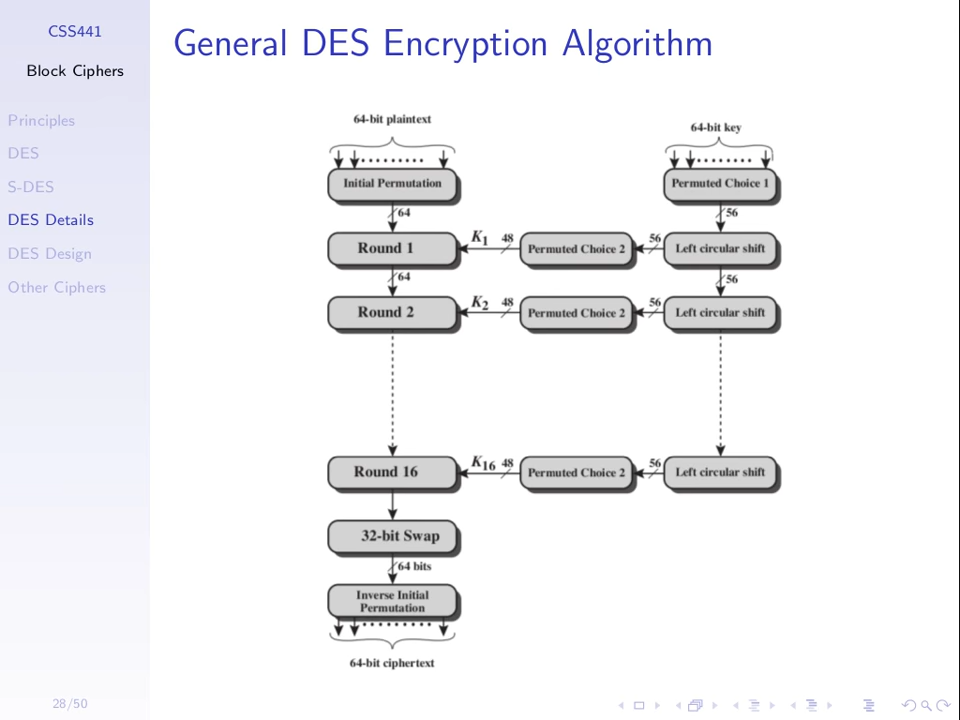 CSS441
Block Ciphers
Principles
DES
S-DES
DES Details
DES Design
Other Ciphers
General DES Encryption Algorithm
64-bit plaintext
64-bit key
Initial Permutation
Permuted Choice 1
64
56
Round 1
K1 48
Permuted Choice 2
56
Left circular shift
64
56
Round 2
K2 48
Permuted Choice 2
56
Left circular shift
Round 16
K16 48
Permuted Choice 2
56
Left circular shift
32-bit Swap
64 bits
Inverse Initial
Permutation
64-bit ciphertext
28/50